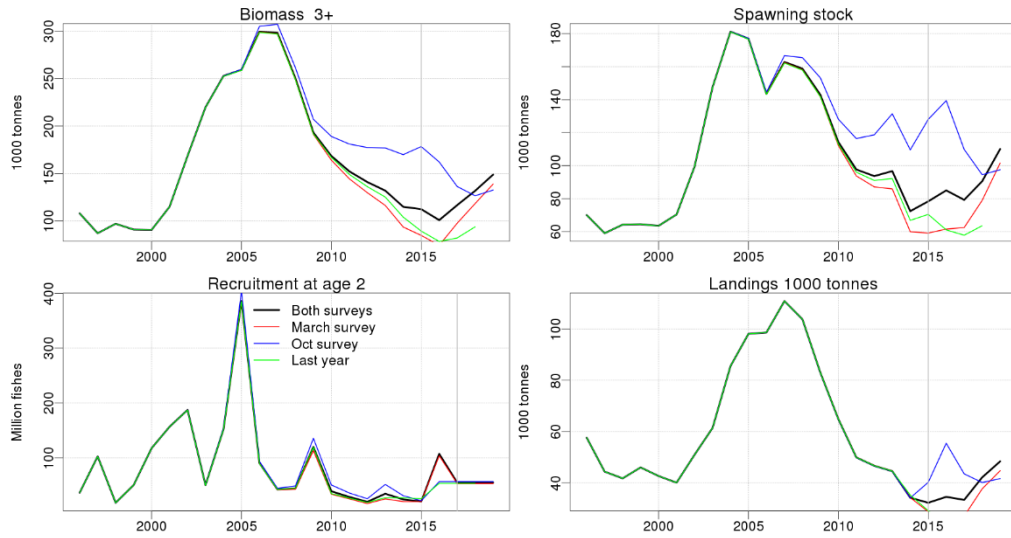 Biomass 3+
1000 tonnes
300
250
200
150
100
2000 2005 2010 2015
Spawning stock
1000 tonnes
180
140
100
80
60
2000 2005 2010 2015
Recruitment at age 2
Million fishes
400
300
200
100
Both surveys
March survey
Oct survey
Last year
2000 2005 2010 2015
Landings 1000 tonnes
1000 tonnes
100
80
60
40
2000 2005 2010 2015